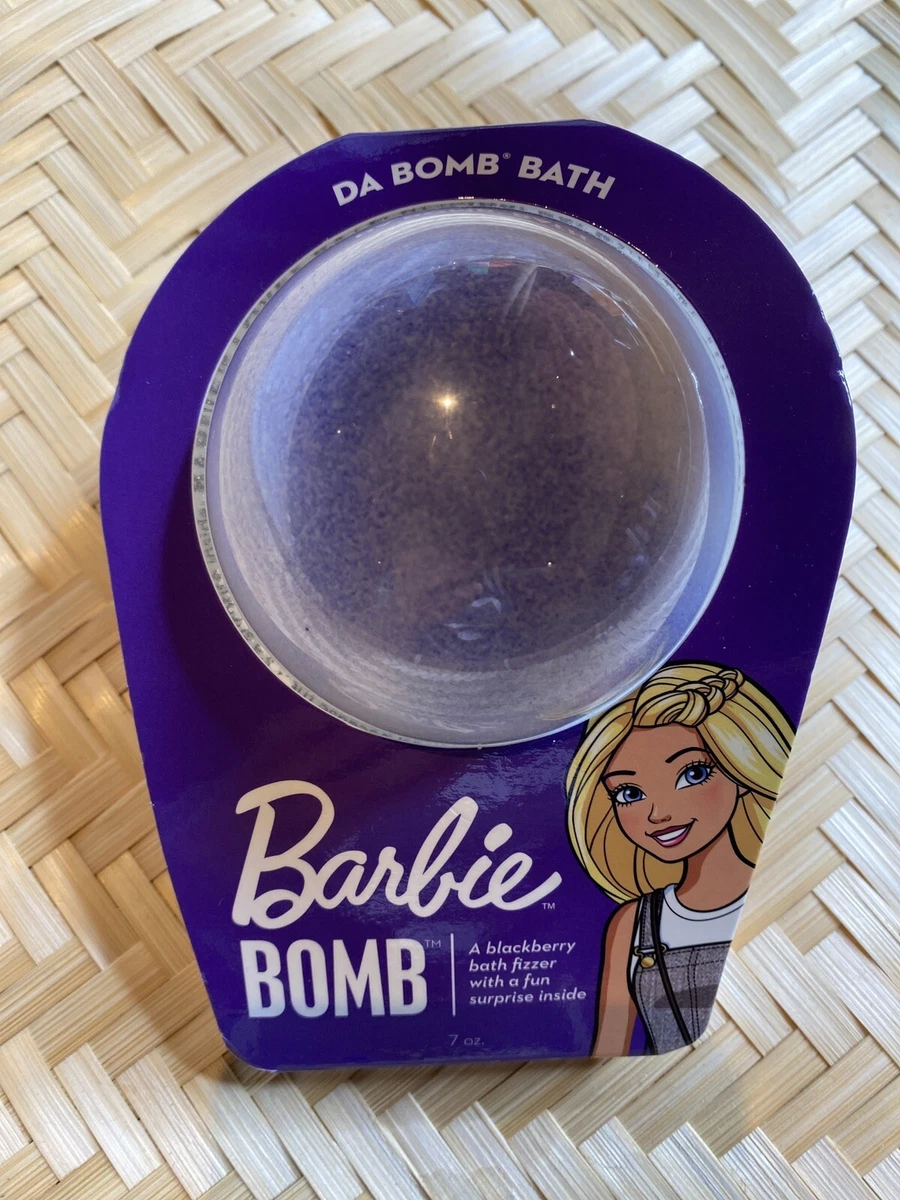 DA BOMB® BATH
Barbie™
BOMB™
A blackberry
bath fizzer
with a fun
surprise inside
7 oz.